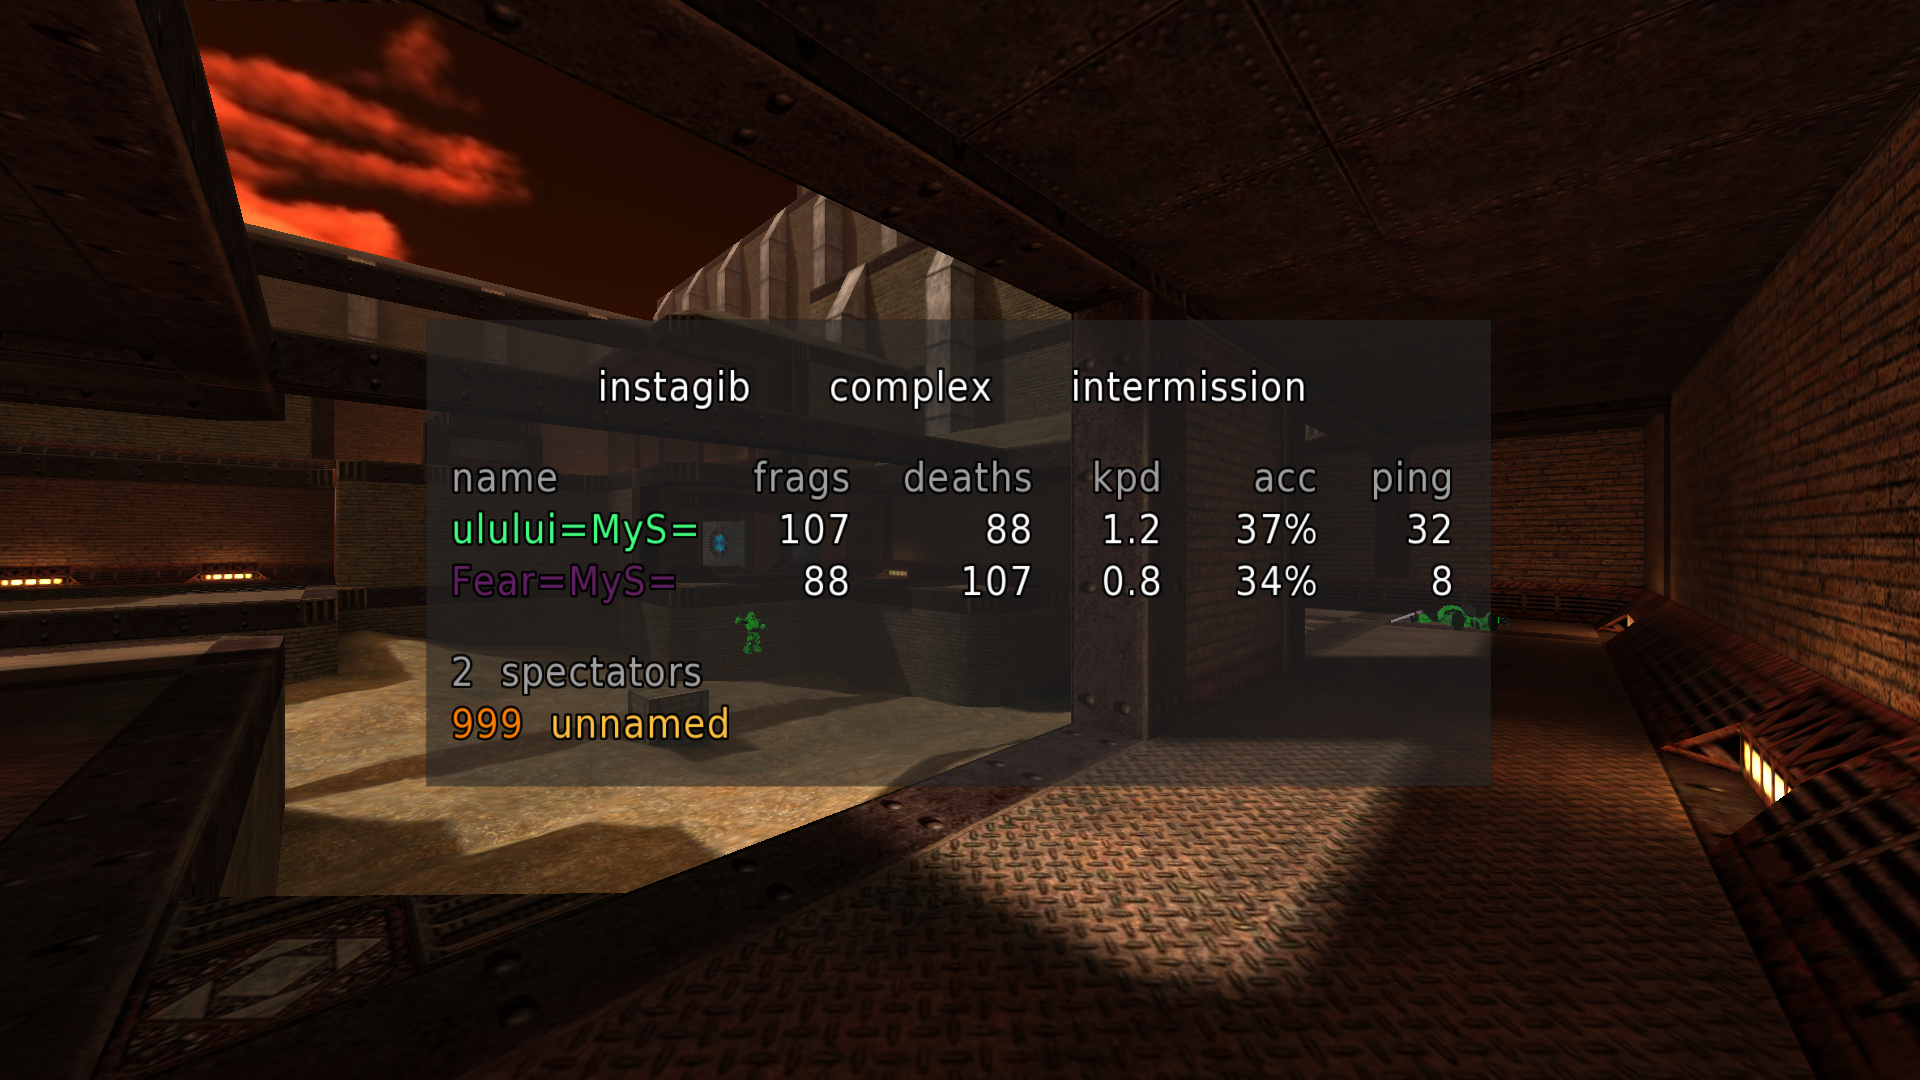 instagib complex intermission
name frags deaths kpd acc ping
ulului=MyS= 107 88 1.2 37% 32
Fear=MyS= 88 107 0.8 34% 8
2 spectators
999 unnamed